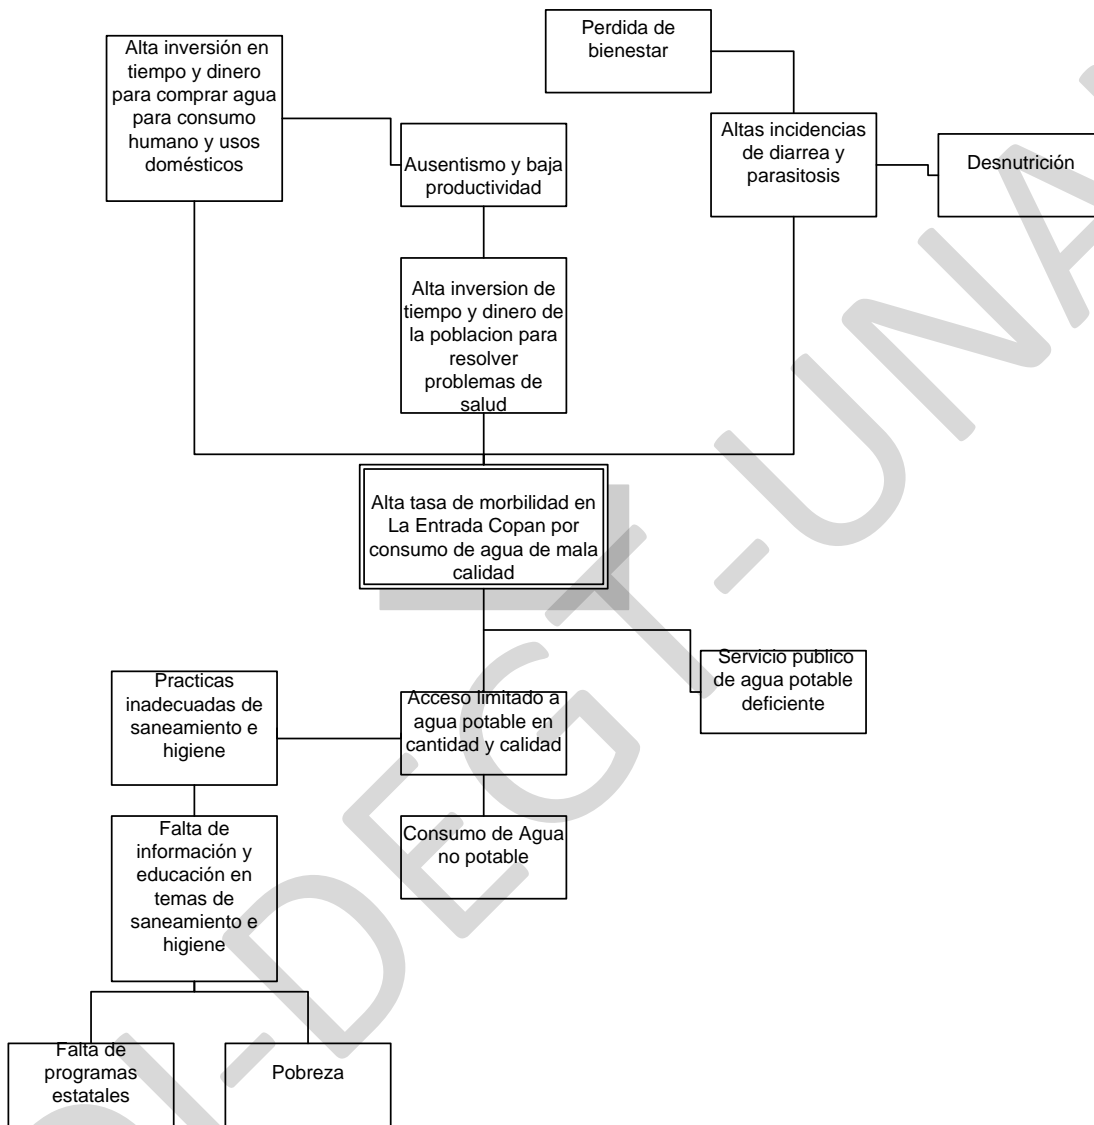 Perdida de
bienestar
Alta inversión en
tiempo y dinero
para comprar agua
para consumo
humano y usos
domésticos
Ausentismo y baja
productividad
Altas incidencias
de diarrea y
parasitosis
Desnutrición
Alta inversion de
tiempo y dinero de
la poblacion para
resolver
problemas de
salud
Alta tasa de morbilidad en
La Entrada Copan por
consumo de agua de mala
calidad
Servicio publico
de agua potable
deficiente
Practicas
inadecuadas de
saneamiento e
higiene
Acceso limitado a
agua potable en
cantidad y calidad
Falta de
información y
educación en
temas de
saneamiento e
higiene
Consumo de Agua
no potable
Falta de
programas
estatales
Pobreza
I-DEGT-UNA